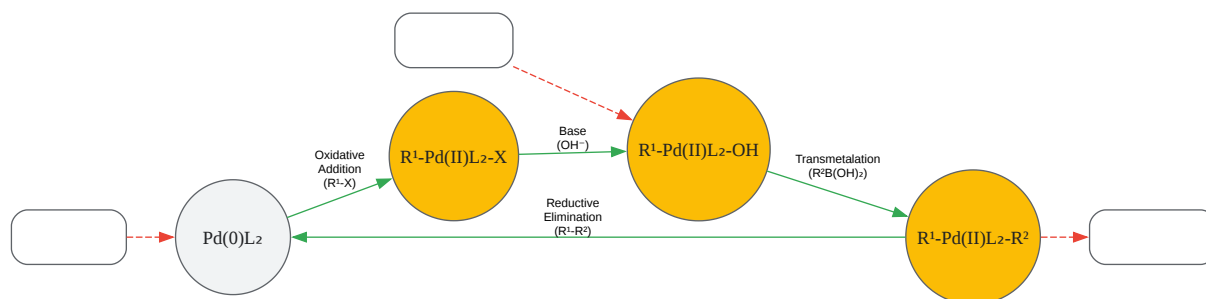 Pd(0)L₂
Oxidative
Addition
(R¹-X)
R¹-Pd(II)L₂-X
Base
(OH⁻)
R¹-Pd(II)L₂-OH
Transmetalation
(R²B(OH)₂)
R¹-Pd(II)L₂-R²
Reductive
Elimination
(R¹-R²)